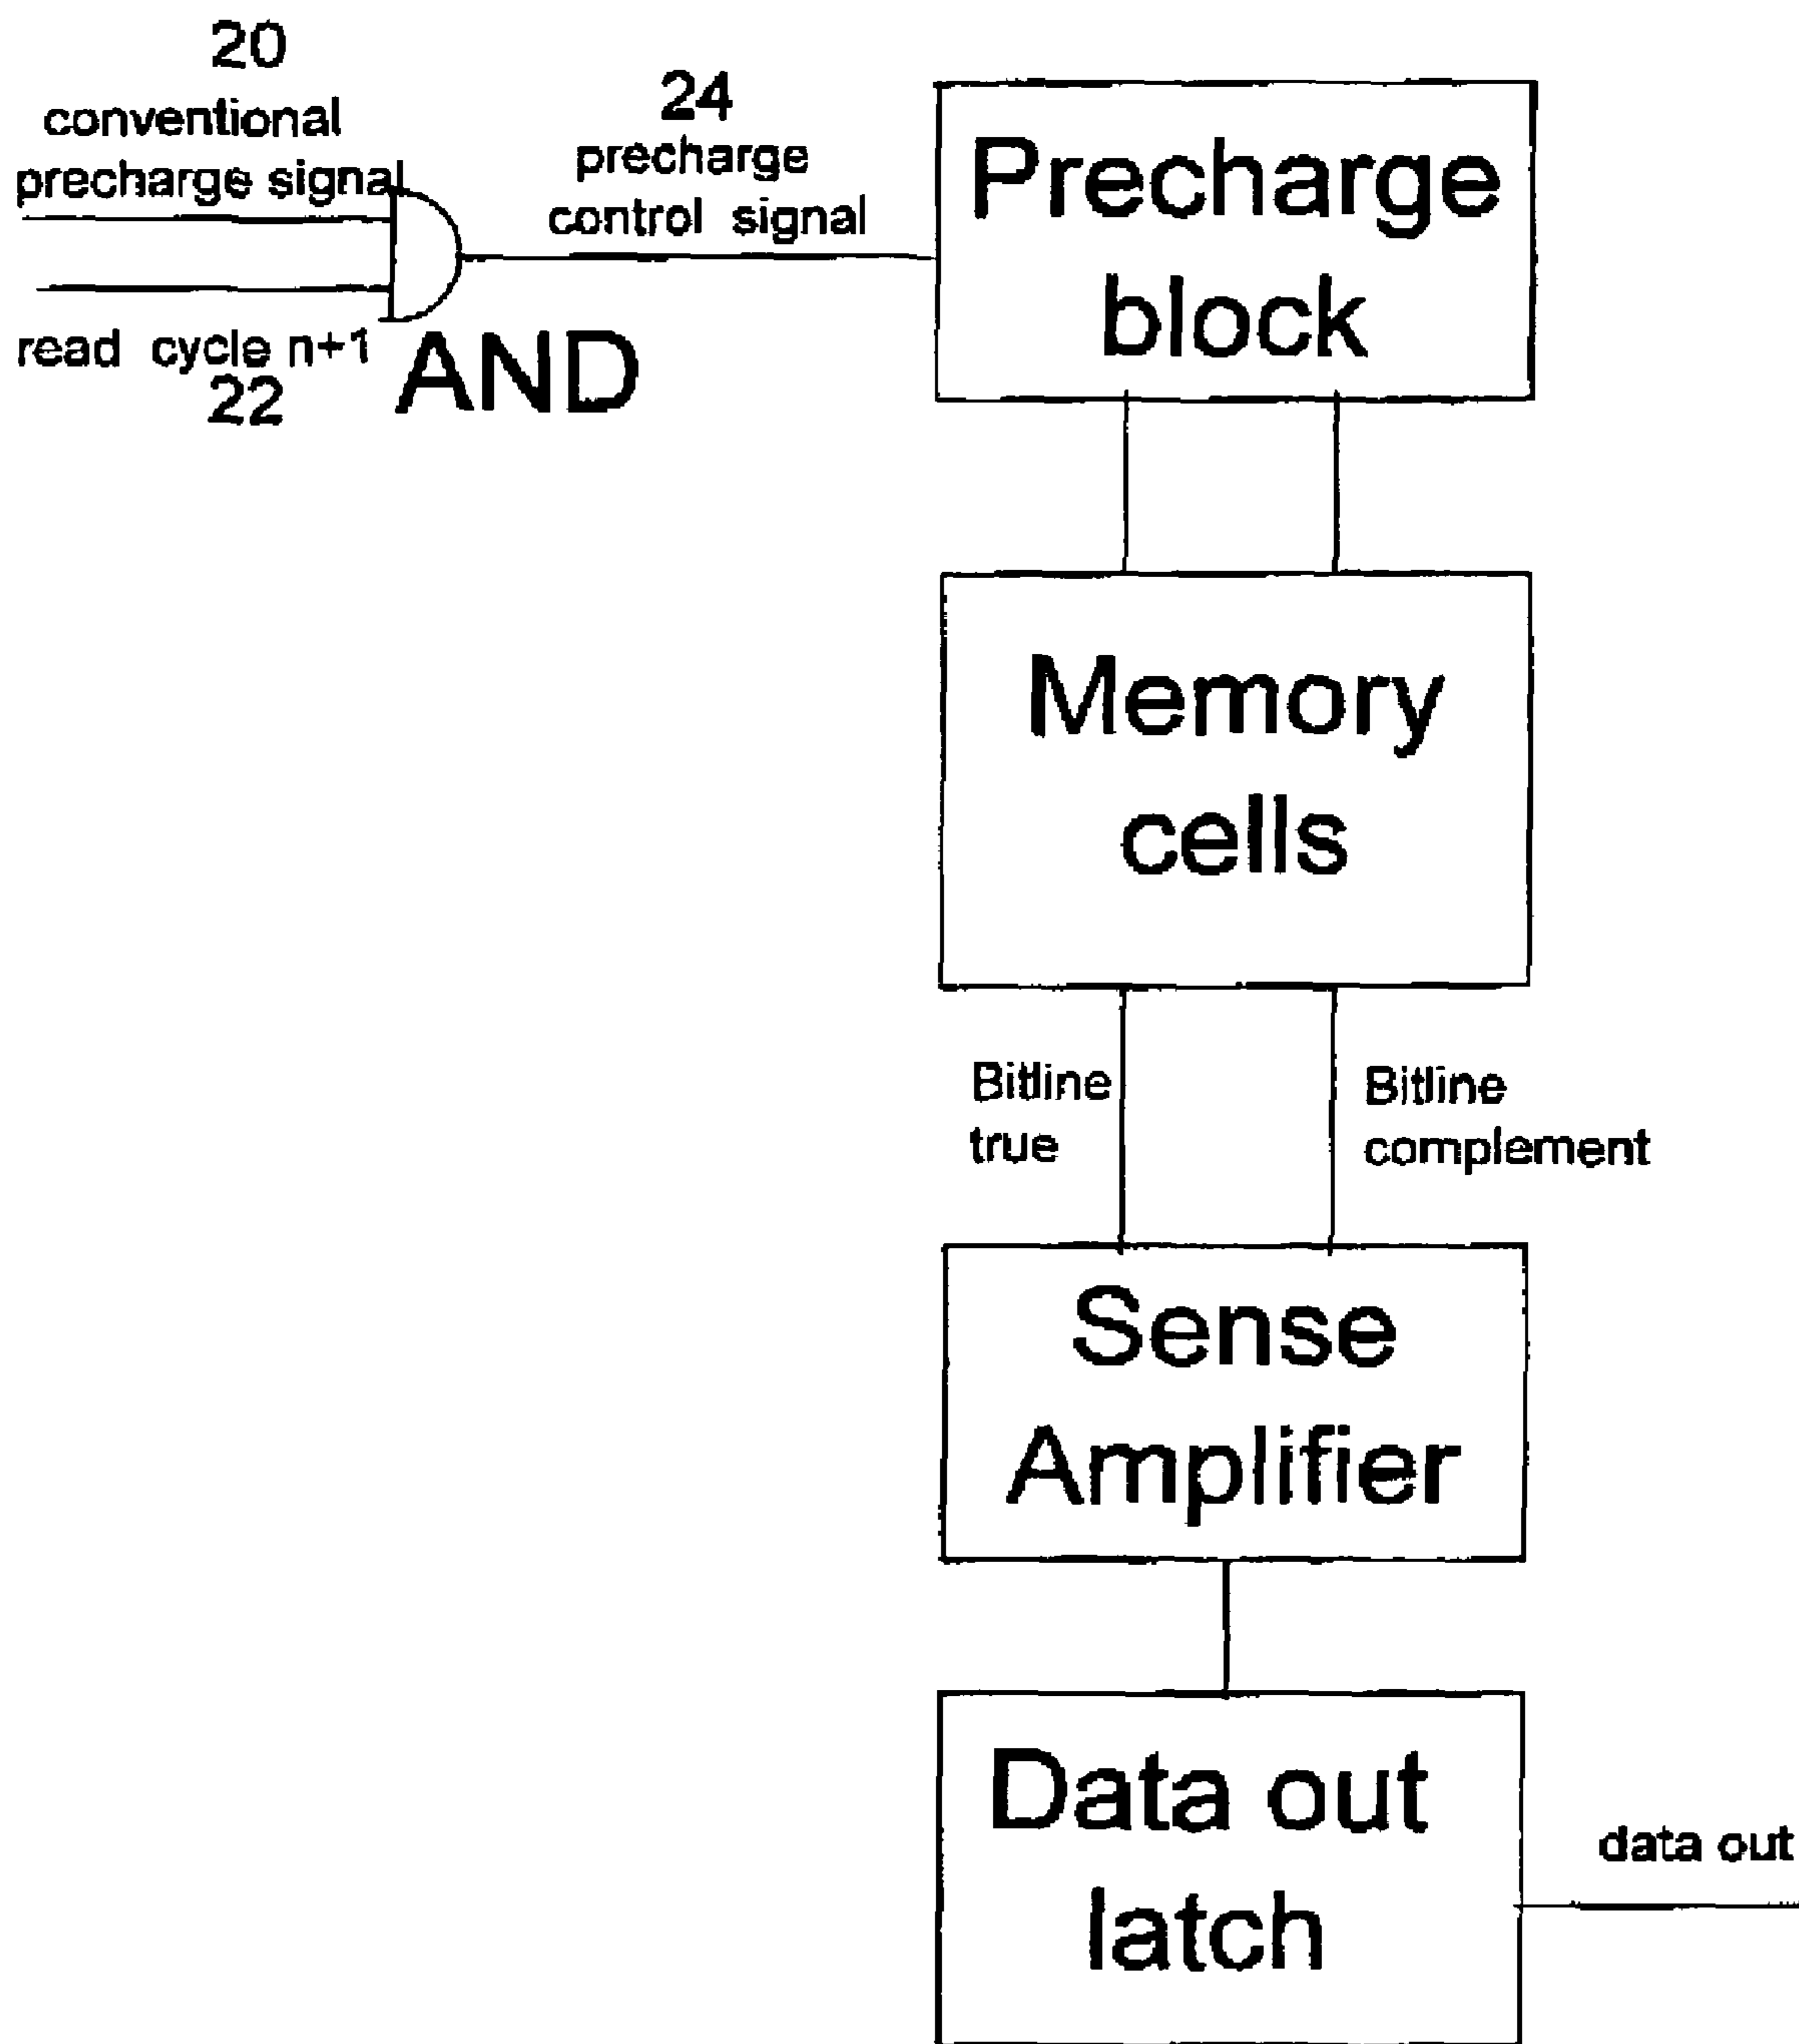 20
conventional
precharge signal
24
precharge
control signal
read cycle n+1
22
AND
Precharge
block
Memory
cells
Bitline
true
Bitline
complement
Sense
Amplifier
Data out
latch
data out